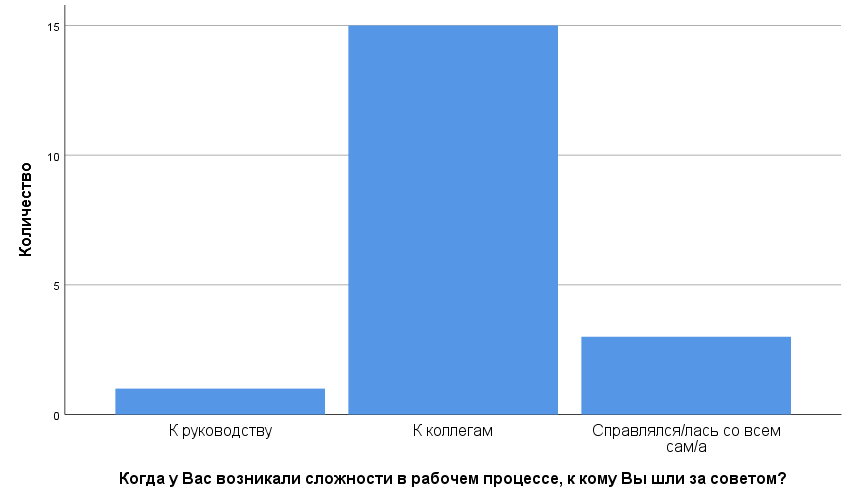 Количество
15
10
5
0
К руководству
К коллегам
Справлялся/лась со всем
сам/а
Когда у Вас возникали сложности в рабочем процессе, к кому Вы шли за советом?